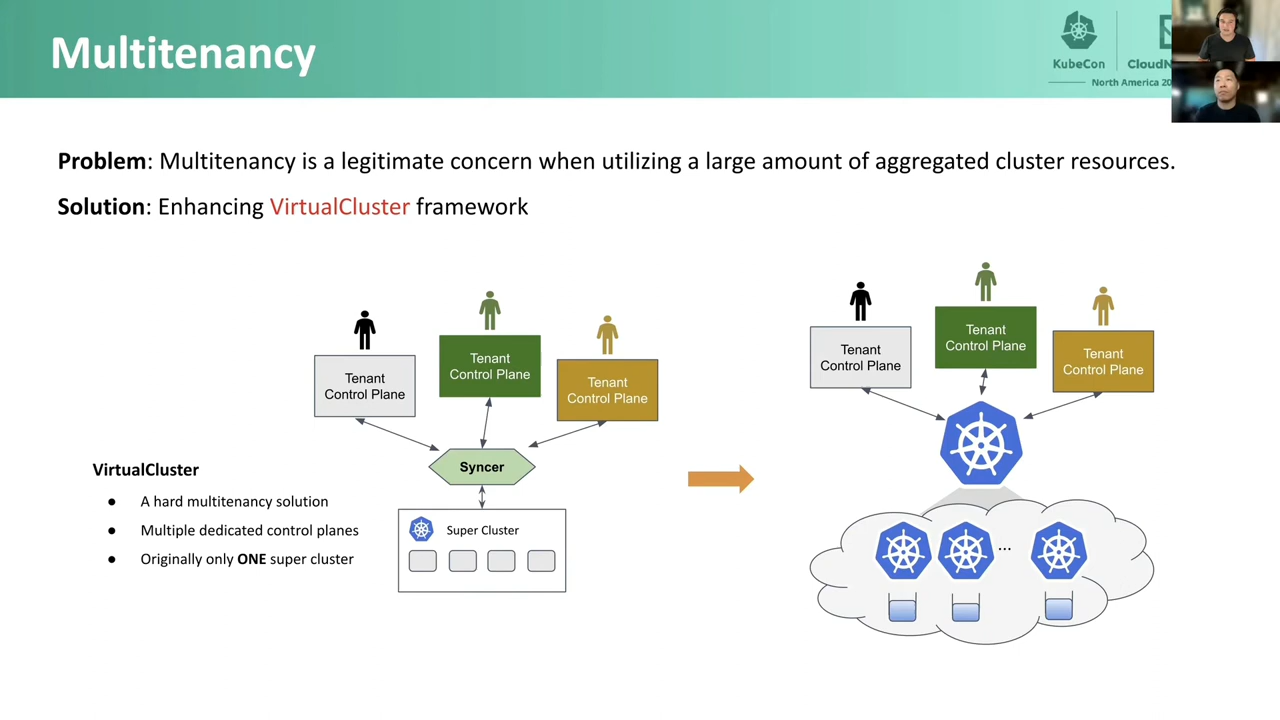 Multitenancy
KubeCon
North America 20
Problem: Multitenancy is a legitimate concern when utilizing a large amount of aggregated cluster resources.
Solution: Enhancing VirtualCluster framework
Tenant
Control Plane
Tenant
Control Plane
Tenant
Control Plane
Syncer
Super Cluster
VirtualCluster
● A hard multitenancy solution
● Multiple dedicated control planes
● Originally only ONE super cluster
Tenant
Control Plane
Tenant
Control Plane
Tenant
Control Plane
...